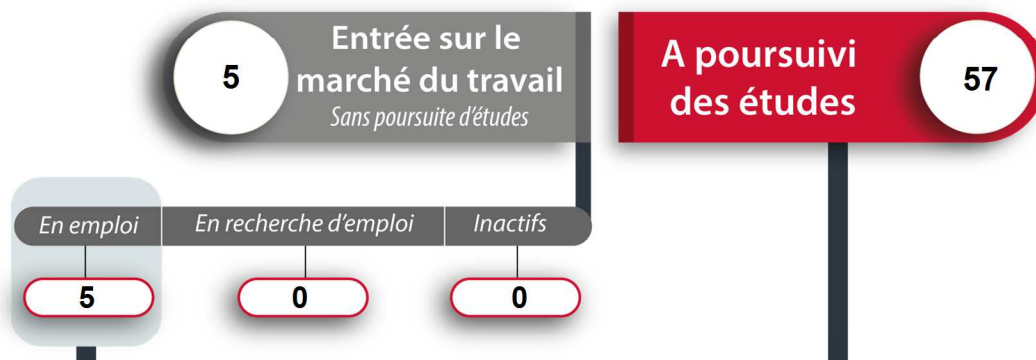 5
Entrée sur le
marché du travail
Sans poursuite d'études
A poursuivi
des études
57
En emploi
En recherche d'emploi
Inactifs
5
0
0